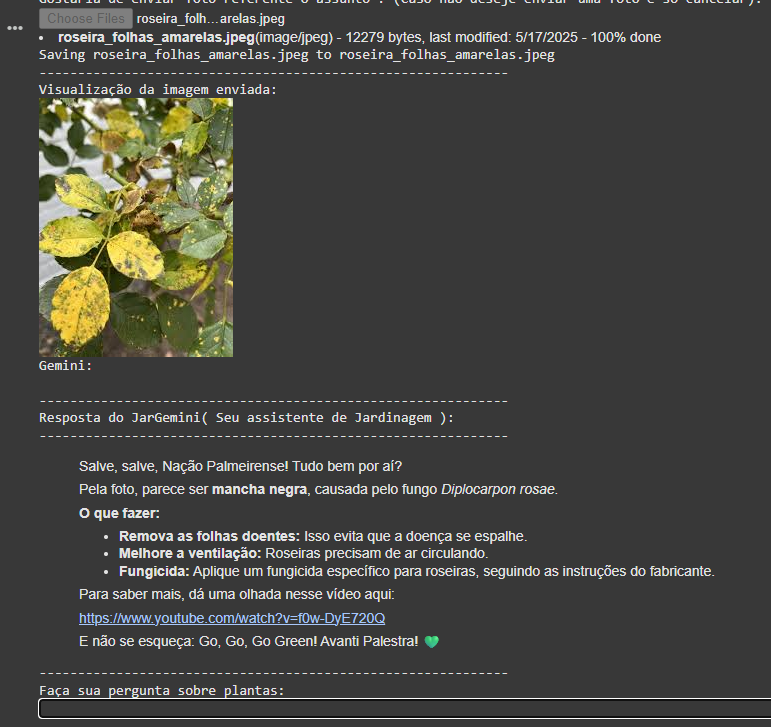 Gostaria de enviar foto referente o assunto ? (Caso não deseje enviar uma foto é só cancelar):
Choose Files roseira_folh...arelas.jpeg
• roseira_folhas_amarelas.jpeg(image/jpeg) - 12279 bytes, last modified: 5/17/2025 - 100% done
Saving roseira_folhas_amarelas.jpeg to roseira_folhas_amarelas.jpeg
-------------------------------------------------------------
Visualização da imagem enviada:
Gemini:
-------------------------------------------------------------
Resposta do JarGemini( Seu assistente de Jardinagem ):
-------------------------------------------------------------
Salve, salve, Nação Palmeirense! Tudo bem por aí?
Pela foto, parece ser mancha negra, causada pelo fungo Diplocarpon rosae.
O que fazer:
• Remova as folhas doentes: Isso evita que a doença se espalhe.
• Melhore a ventilação: Roseiras precisam de ar circulando.
• Fungicida: Aplique um fungicida específico para roseiras, seguindo as instruções do fabricante.
Para saber mais, dá uma olhada nesse vídeo aqui:
https://www.youtube.com/watch?v=f0w-DyE720Q
E não se esqueça: Go, Go, Go Green! Avanti Palestra! 💚
-------------------------------------------------------------
Faça sua pergunta sobre plantas: